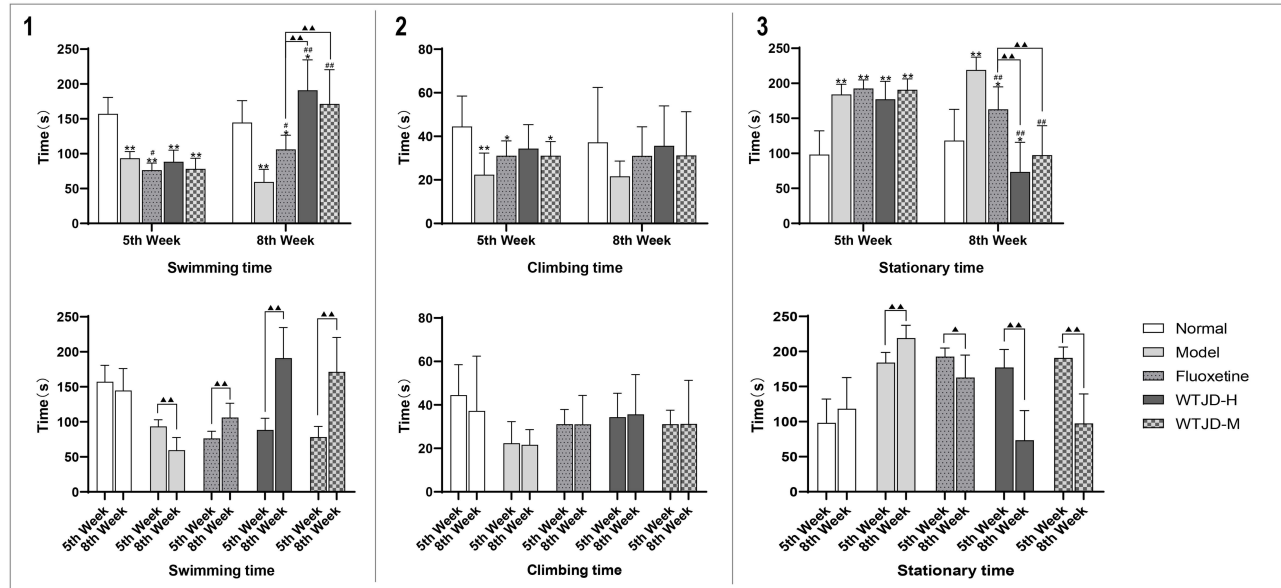 1
▲▲
▲▲
##
*
##
#
*
**
#
**
**
**
**
250
200
150
100
50
0
Time(s)
5th Week
8th Week
Swimming time
2
80
60
40
20
0
Time(s)
**
*
*
5th Week
8th Week
Climbing time
3
▲▲
▲▲
**
##
**
**
**
**
**
##
*
##
250
200
150
100
50
0
Time(s)
5th Week
8th Week
Stationary time
250
200
150
100
50
0
Time(s)
▲▲
▲▲
▲▲
▲▲
5th Week
8th Week
5th Week
8th Week
5th Week
8th Week
5th Week
8th Week
5th Week
8th Week
Swimming time
80
60
40
20
0
Time(s)
5th Week
8th Week
5th Week
8th Week
5th Week
8th Week
5th Week
8th Week
5th Week
8th Week
Climbing time
250
200
150
100
50
0
Time(s)
▲▲
▲
▲▲
▲▲
5th Week
8th Week
5th Week
8th Week
5th Week
8th Week
5th Week
8th Week
5th Week
8th Week
Stationary time
Normal
Model
Fluoxetine
WTJD-H
WTJD-M